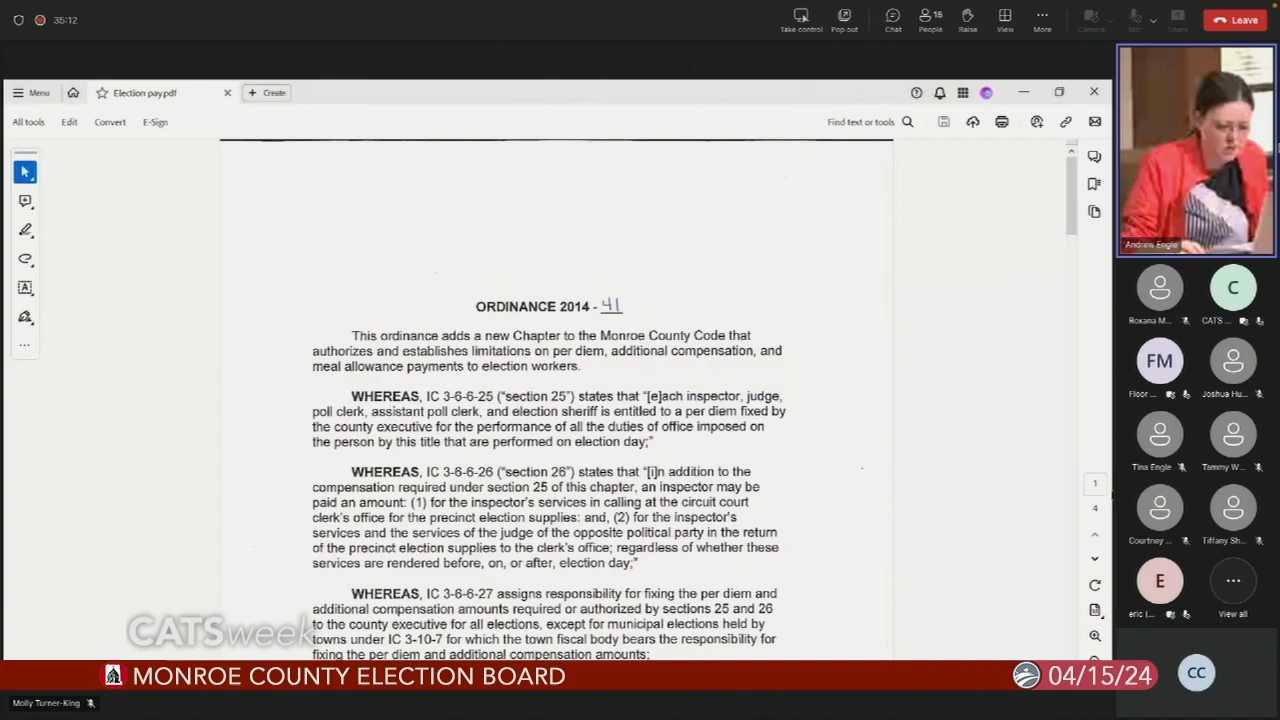 35:12
Take control
Pop out
Chat
15
People
Raise
View
More
Camera
Mic
Share
Leave
Menu
Election pay.pdf
Create
All tools
Edit
Convert
E-Sign
Find text or tools
ORDINANCE 2014 - 41
This ordinance adds a new Chapter to the Monroe County Code that
authorizes and establishes limitations on per diem, additional compensation, and
meal allowance payments to election workers.
WHEREAS, IC 3-6-6-25 ("section 25") states that "[e]ach inspector, judge,
poll clerk, assistant poll clerk, and election sheriff is entitled to a per diem fixed by
the county executive for the performance of all the duties of office imposed on
the person by this title that are performed on election day;"
WHEREAS, IC 3-6-6-26 ("section 26") states that "[i]n addition to the
compensation required under section 25 of this chapter, an inspector may be
paid an amount: (1) for the inspector's services in calling at the circuit court
clerk's office for the precinct election supplies: and, (2) for the inspector's
services and the services of the judge of the opposite political party in the return
of the precinct election supplies to the clerk's office; regardless of whether these
services are rendered before, on, or after, election day;"
WHEREAS, IC 3-6-6-27 assigns responsibility for fixing the per diem and
additional compensation amounts required or authorized by sections 25 and 26
to the county executive for all elections, except for municipal elections held by
towns under IC 3-10-7 for which the town fiscal body bears the responsibility for
fixing the per diem and additional compensation amounts;
1
4
Andrew Engle
Roxana M...
C
CATS ...
FM
Floor ...
Joshua Hu...
Tina Engle
Tammy W...
Courtney ...
Tiffany Sh...
E
eric (...
...
View all
CC
CATSweek
MONROE COUNTY ELECTION BOARD
04/15/24
Molly Turner-King